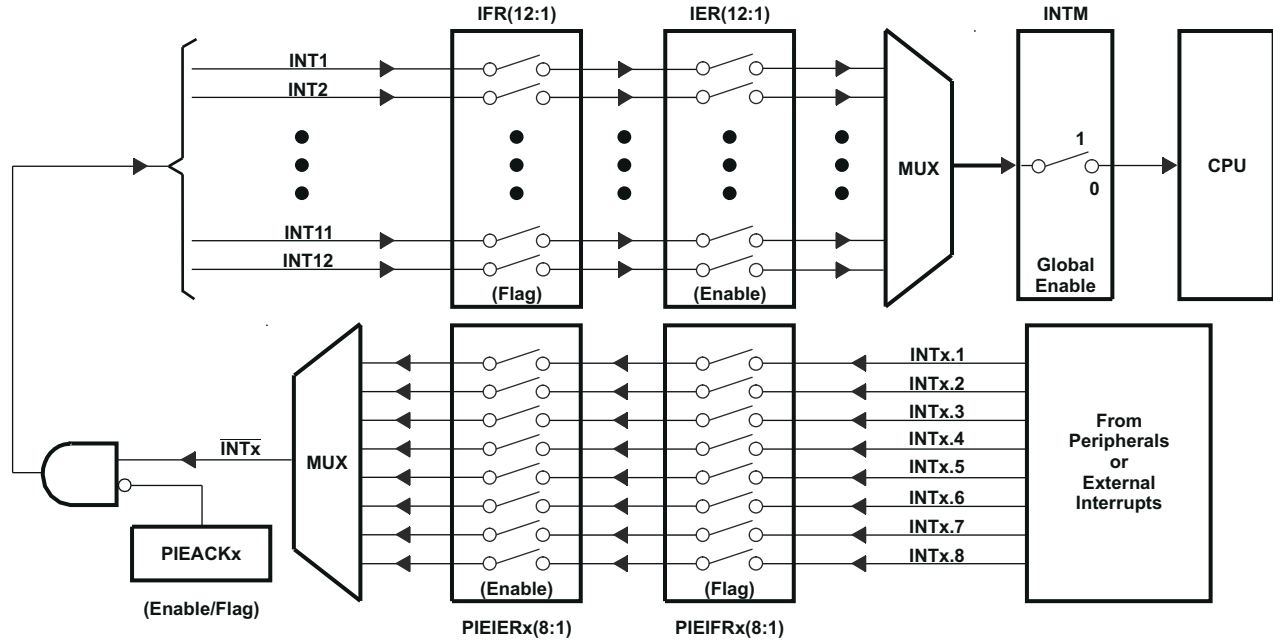 IFR(12:1)
IER(12:1)
INTM
INT1
INT2
1
MUX
CPU
0
INT11
INT12
Global
Enable
(Flag)
(Enable)
INTx.1
INTx.2
INTx.3
From
Peripherals
or
External
Interrupts
INTx.4
INTx
MUX
INTx.5
INTx.6
INTx.7
PIEACKx
INTx.8
(Enable)
(Flag)
(Enable/Flag)
PIEIERx(8:1)
PIEIFRx(8:1)